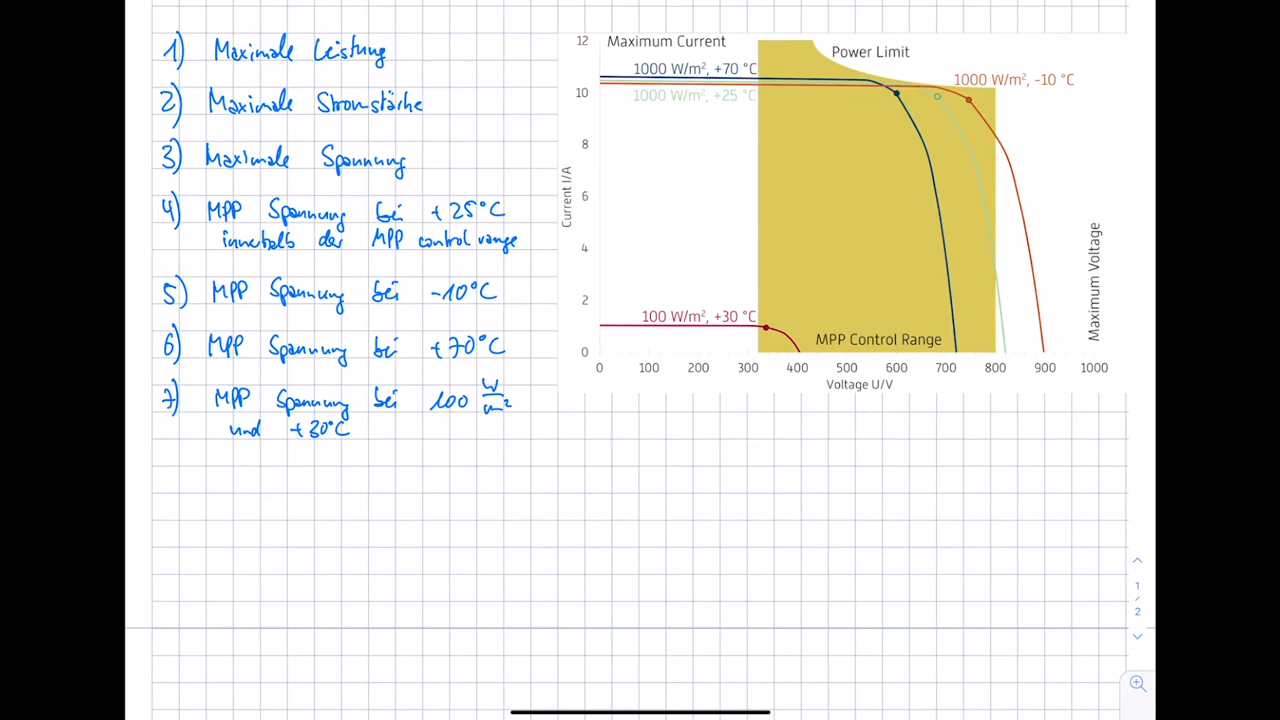 1) Maximale Leistung
2) Maximale Stromstärke
3) Maximale Spannung
4) MPP Spannung bei +25°C
innerhalb der MPP control range
5) MPP Spannung bei -10°C
6) MPP Spannung bei +70°C
7) MPP Spannung bei 100 W/m²
und +30°C
Maximum Current
Power Limit
1000 W/m², +70 °C
1000 W/m², -10 °C
1000 W/m², +25 °C
100 W/m², +30 °C
MPP Control Range
Maximum Voltage
Current I/A
12
10
8
6
4
2
0
0 100 200 300 400 500 600 700 800 900 1000
Voltage U/V
1
/
2